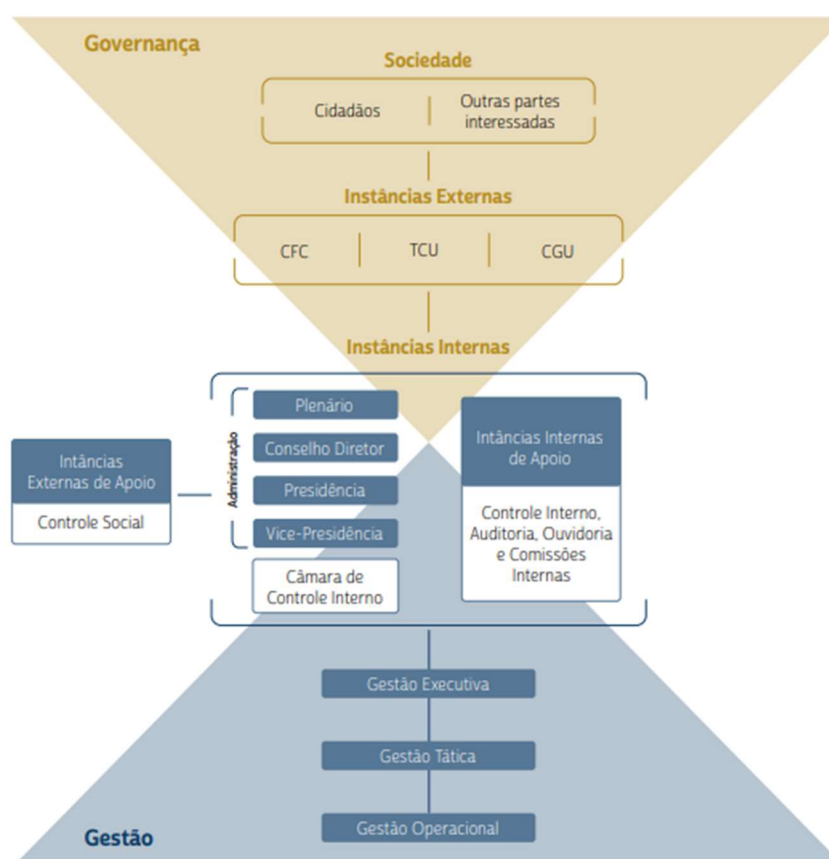 Governança
Sociedade
Cidadãos
Outras partes
interessadas
Instâncias Externas
CFC
TCU
CGU
Instâncias Internas
Administração
Plenário
Conselho Diretor
Presidência
Vice-Presidência
Câmara de
Controle Interno
Intâncias Internas
de Apoio
Controle Interno,
Auditoria, Ouvidoria
e Comissões
Internas
Intâncias
Externas de Apoio
Controle Social
Gestão Executiva
Gestão Tática
Gestão Operacional
Gestão